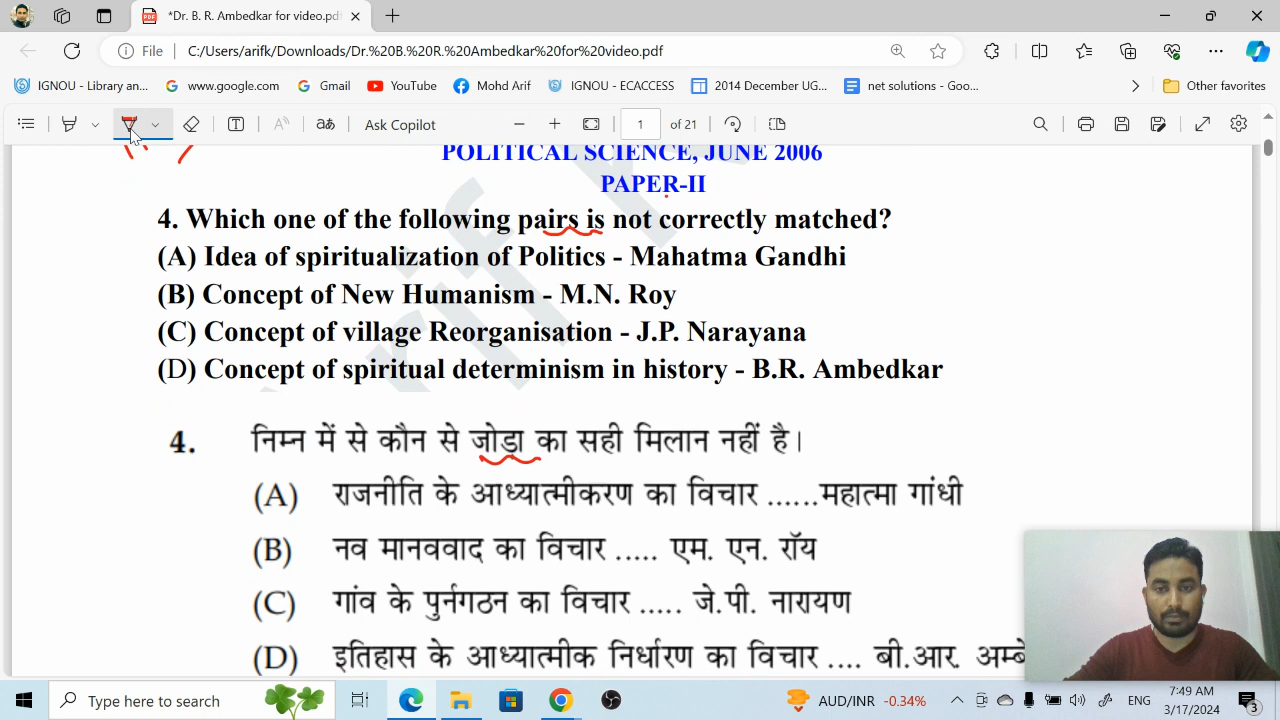 *Dr. B. R. Ambedkar for video.pdf
File C:/Users/arifk/Downloads/Dr.%20B.%20R.%20Ambedkar%20for%20video.pdf
IGNOU - Library an... www.google.com Gmail YouTube Mohd Arif IGNOU - ECACCESS 2014 December UG... net solutions - Goo... Other favorites
Ask Copilot 1 of 21
POLITICAL SCIENCE, JUNE 2006
PAPER-II
4. Which one of the following pairs is not correctly matched?
(A) Idea of spiritualization of Politics - Mahatma Gandhi
(B) Concept of New Humanism - M.N. Roy
(C) Concept of village Reorganisation - J.P. Narayana
(D) Concept of spiritual determinism in history - B.R. Ambedkar
4. निम्न में से कौन से जोड़ा का सही मिलान नहीं है।
(A) राजनीति के आध्यात्मीकरण का विचार ......महात्मा गांधी
(B) नव मानववाद का विचार ..... एम. एन. रॉय
(C) गांव के पुर्नगठन का विचार ..... जे.पी. नारायण
(D) इतिहास के आध्यात्मीक निर्धारण का विचार .... बी.आर. अम्बे
Type here to search AUD/INR -0.34% ENG 7:49 AM
3/17/2024 3